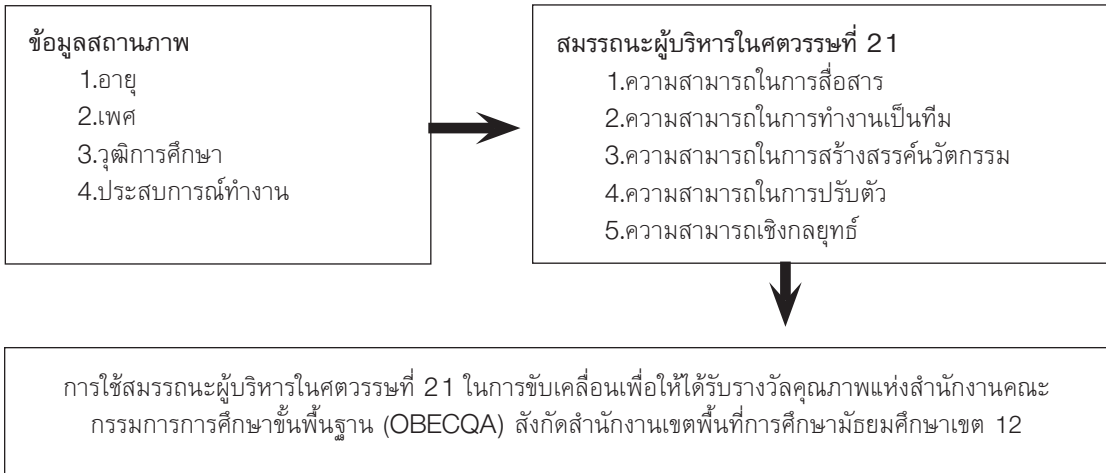 ข้อมูลสถานภาพ
1.อายุ
2.เพศ
3.วุฒิการศึกษา
4.ประสบการณ์ทำงาน
สมรรถนะผู้บริหารในศตวรรษที่ 21
1.ความสามารถในการสื่อสาร
2.ความสามารถในการทำงานเป็นทีม
3.ความสามารถในการสร้างสรรค์นวัตกรรม
4.ความสามารถในการปรับตัว
5.ความสามารถเชิงกลยุทธ์
การใช้สมรรถนะผู้บริหารในศตวรรษที่ 21 ในการขับเคลื่อนเพื่อให้ได้รับรางวัลคุณภาพแห่งสำนักงานคณะ
กรรมการการศึกษาขั้นพื้นฐาน (OBECQA) สังกัดสำนักงานเขตพื้นที่การศึกษามัธยมศึกษาเขต 12